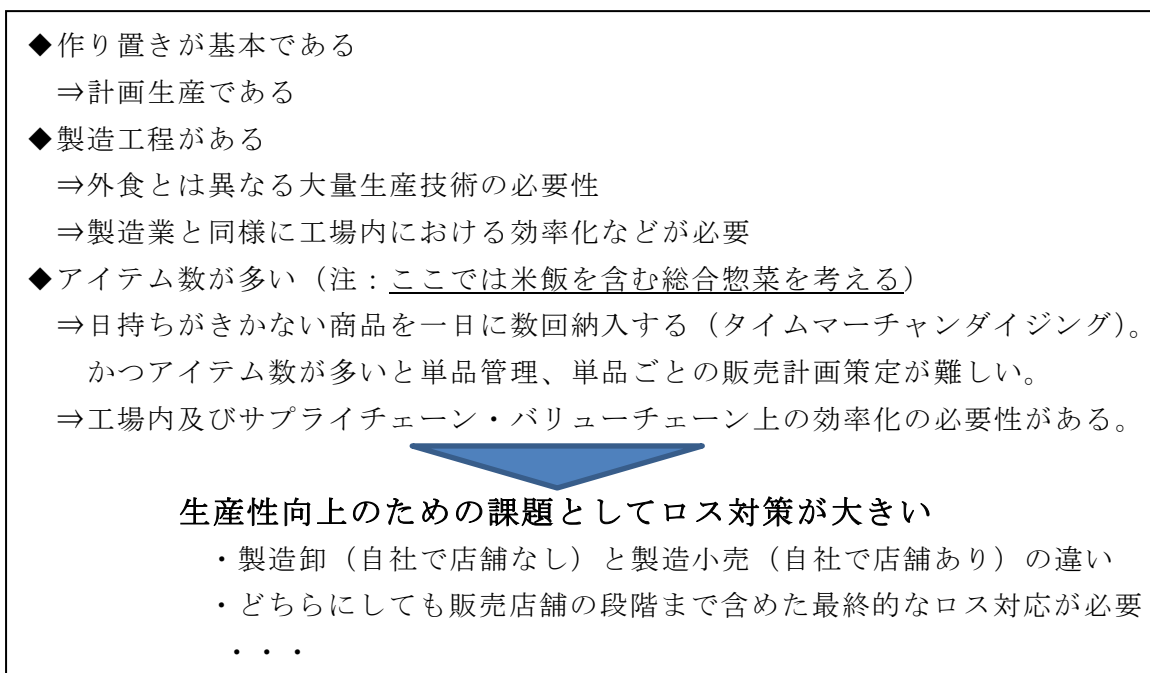 ◆作り置きが基本である
⇒計画生産である
◆製造工程がある
⇒外食とは異なる大量生産技術の必要性
⇒製造業と同様に工場内における効率化などが必要
◆アイテム数が多い（注：ここでは米飯を含む総合惣菜を考える）
⇒日持ちがきかない商品を一日に数回納入する（タイムマーチャンダイジング）。
かつアイテム数が多いと単品管理、単品ごとの販売計画策定が難しい。
⇒工場内及びサプライチェーン・バリューチェーン上の効率化の必要性がある。
生産性向上のための課題としてロス対策が大きい
・製造卸（自社で店舗なし）と製造小売（自社で店舗あり）の違い
・どちらにしても販売店舗の段階まで含めた最終的なロス対応が必要
・・・